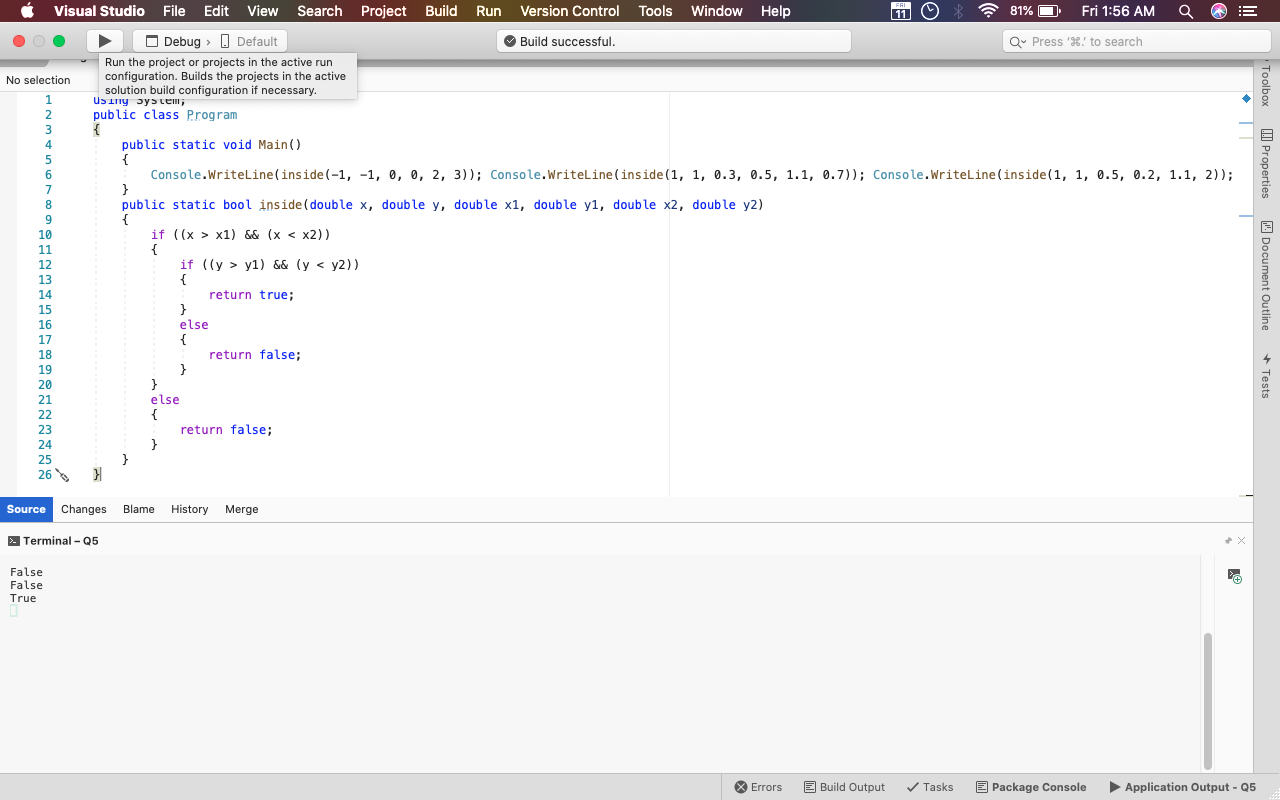 Visual Studio File Edit View Search Project Build Run Version Control Tools Window Help FRI 11 81% Fri 1:56 AM
Debug › Default Build successful. Press ‘⌘.’ to search
Run the project or projects in the active run
configuration. Builds the projects in the active
solution build configuration if necessary.
No selection
1 using System;
2 public class Program
3 {
4 public static void Main()
5 {
6 Console.WriteLine(inside(-1, -1, 0, 0, 2, 3)); Console.WriteLine(inside(1, 1, 0.3, 0.5, 1.1, 0.7)); Console.WriteLine(inside(1, 1, 0.5, 0.2, 1.1, 2));
7 }
8 public static bool inside(double x, double y, double x1, double y1, double x2, double y2)
9 {
10 if ((x > x1) && (x < x2))
11 {
12 if ((y > y1) && (y < y2))
13 {
14 return true;
15 }
16 else
17 {
18 return false;
19 }
20 }
21 else
22 {
23 return false;
24 }
25 }
26 }
Toolbox
Properties
Document Outline
Tests
Source Changes Blame History Merge
Terminal – Q5
False
False
True
Errors Build Output Tasks Package Console Application Output - Q5